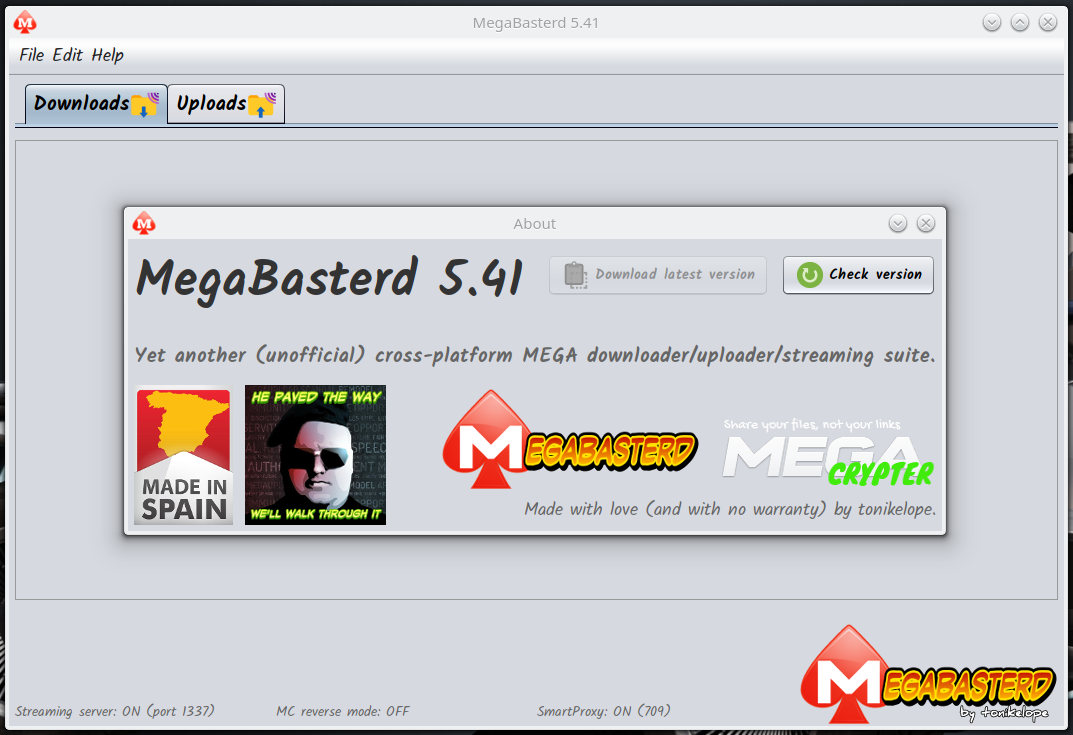 MegaBasterd 5.41
File Edit Help
Downloads
Uploads
About
MegaBasterd 5.41
Download latest version
Check version
Yet another (unofficial) cross-platform MEGA downloader/uploader/streaming suite.
MADE IN
SPAIN
HE PAVED THE WAY
WE'LL WALK THROUGH IT
MEGABASTERD
Share your files, not your links
MEGA
CRYPTER
Made with love (and with no warranty) by tonikelope.
MEGABASTERD
by tonikelope
Streaming server: ON (port 1337)
MC reverse mode: OFF
SmartProxy: ON (709)